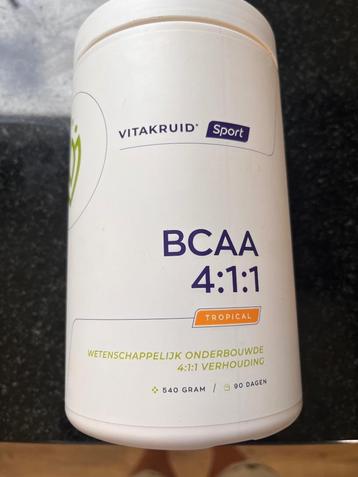 VITAKRUID® Sport
BCAA
4:1:1
TROPICAL
WETENSCHAPPELIJK ONDERBOUWDE
4:1:1 VERHOUDING
540 GRAM / 90 DAGEN